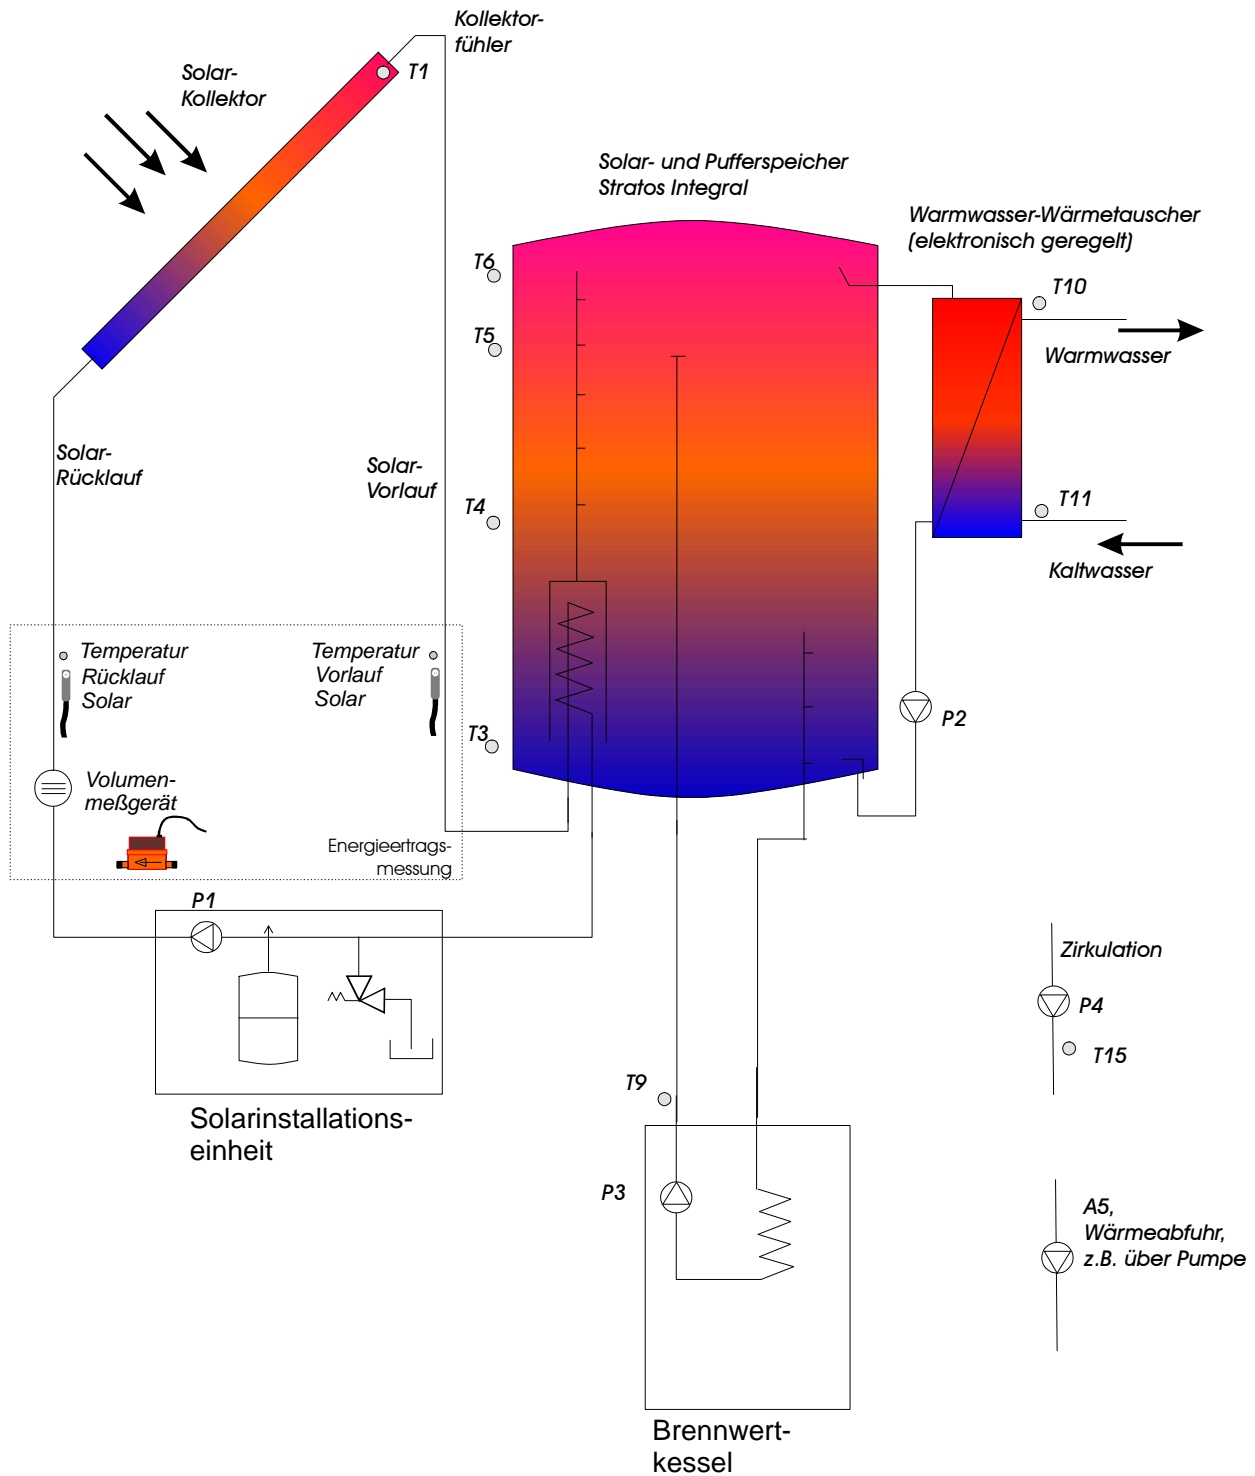 Kollektor-
fühler
T1
Solar-
Kollektor
Solar- und Pufferspeicher
Stratos Integral
Warmwasser-Wärmetauscher
(elektronisch geregelt)
T6
T10
T5
Warmwasser
Solar-
Rücklauf
Solar-
Vorlauf
T4
T11
Kaltwasser
Temperatur
Rücklauf
Solar
Temperatur
Vorlauf
Solar
T3
P2
Volumen-
meßgerät
Energieertrags-
messung
P1
Zirkulation
P4
T15
T9
Solarinstallations-
einheit
P3
A5,
Wärmeabfuhr,
z.B. über Pumpe
Brennwert-
kessel